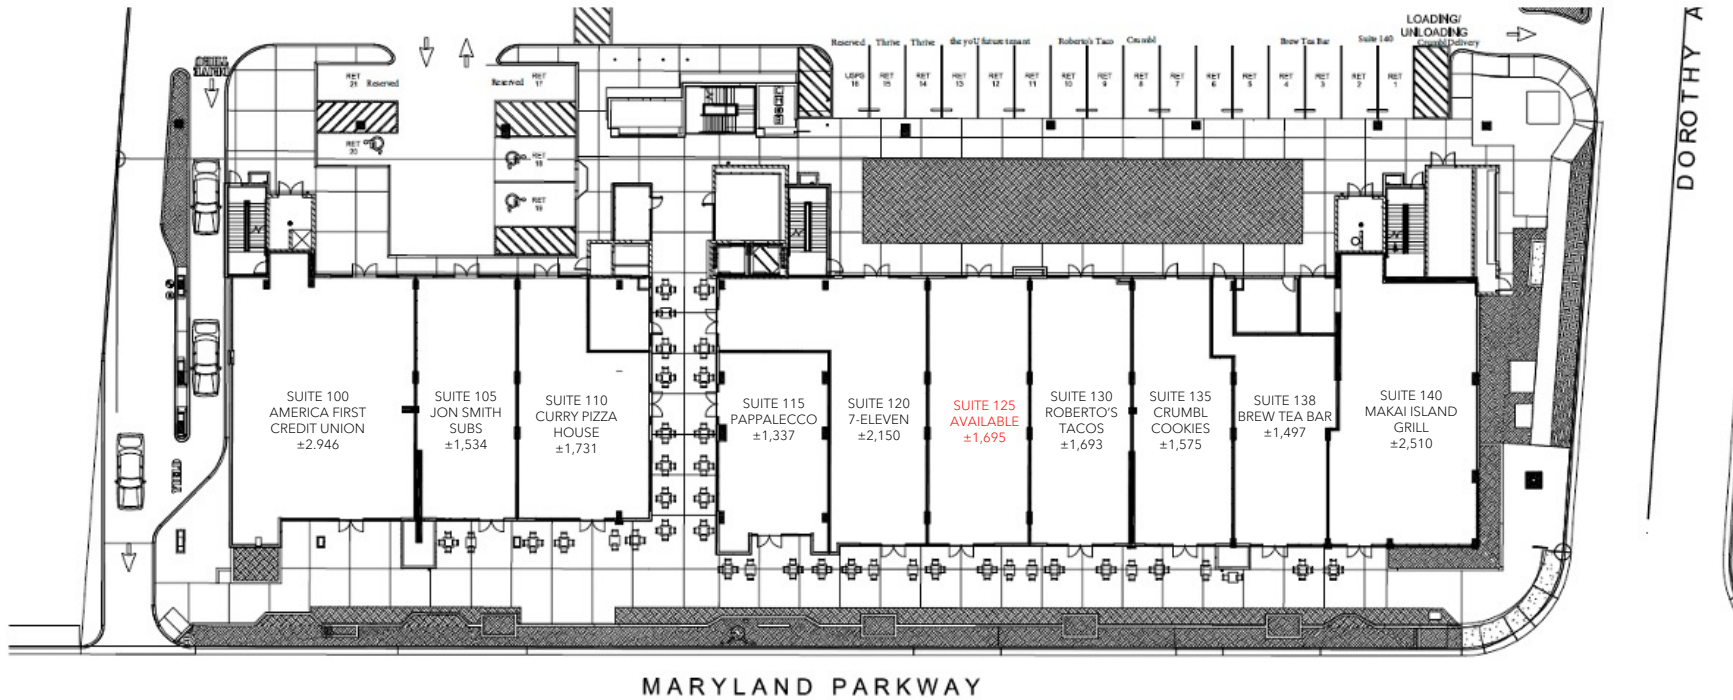 LOADING/
UNLOADING
Crumbl Delivery
Reserved
Thrive
Thrive
the yoU future tenant
Roberto's Taco
Crumbl
Brew Tea Bar
Suite 140
USPS
16
RET
15
RET
14
RET
13
RET
12
RET
11
RET
10
RET
9
RET
8
RET
7
RET
6
RET
5
RET
4
RET
3
RET
2
RET
1
DRIVE
THRU
RET
21
Reserved
Reserved
RET
17
RET
20
RET
18
RET
19
DOROTHY A
SUITE 100
AMERICA FIRST
CREDIT UNION
±2.946
SUITE 105
JON SMITH
SUBS
±1,534
SUITE 110
CURRY PIZZA
HOUSE
±1,731
SUITE 115
PAPPALECCO
±1,337
SUITE 120
7-ELEVEN
±2,150
SUITE 125
AVAILABLE
±1,695
SUITE 130
ROBERTO'S
TACOS
±1,693
SUITE 135
CRUMBL
COOKIES
±1,575
SUITE 138
BREW TEA BAR
±1,497
SUITE 140
MAKAI ISLAND
GRILL
±2,510
YIELD
MARYLAND PARKWAY